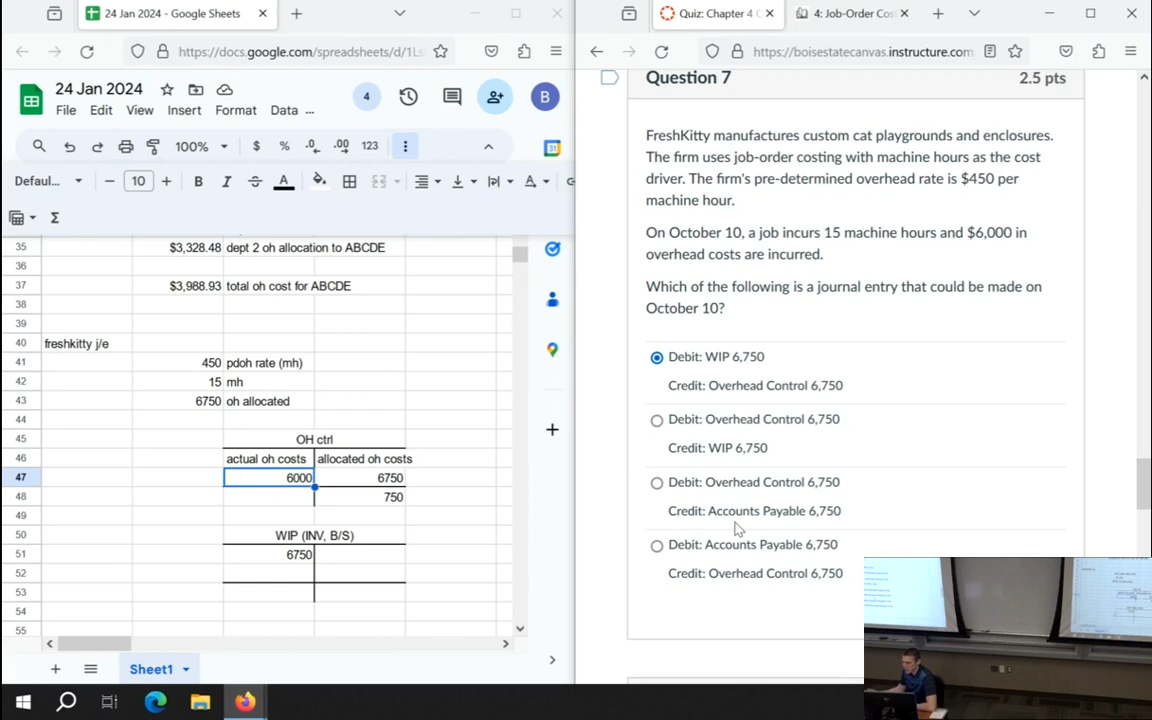 24 Jan 2024 - Google Sheets
https://docs.google.com/spreadsheets/d/1Ls
24 Jan 2024
File Edit View Insert Format Data ...
4
B
100% $ % .0 .00 123
Defaul... 10 B I A
35 $3,328.48 dept 2 oh allocation to ABCDE
36
37 $3,988.93 total oh cost for ABCDE
38
39
40 freshkitty j/e
41 450 pdoh rate (mh)
42 15 mh
43 6750 oh allocated
44
45 OH ctrl
46 actual oh costs allocated oh costs
47 6000 6750
48 750
49
50 WIP (INV, B/S)
51 6750
52
53
54
55
Sheet1
Quiz: Chapter 4 C
4: Job-Order Cos
https://boisestatecanvas.instructure.com
Question 7 2.5 pts
FreshKitty manufactures custom cat playgrounds and enclosures.
The firm uses job-order costing with machine hours as the cost
driver. The firm's pre-determined overhead rate is $450 per
machine hour.
On October 10, a job incurs 15 machine hours and $6,000 in
overhead costs are incurred.
Which of the following is a journal entry that could be made on
October 10?
Debit: WIP 6,750
Credit: Overhead Control 6,750
Debit: Overhead Control 6,750
Credit: WIP 6,750
Debit: Overhead Control 6,750
Credit: Accounts Payable 6,750
Debit: Accounts Payable 6,750
Credit: Overhead Control 6,750